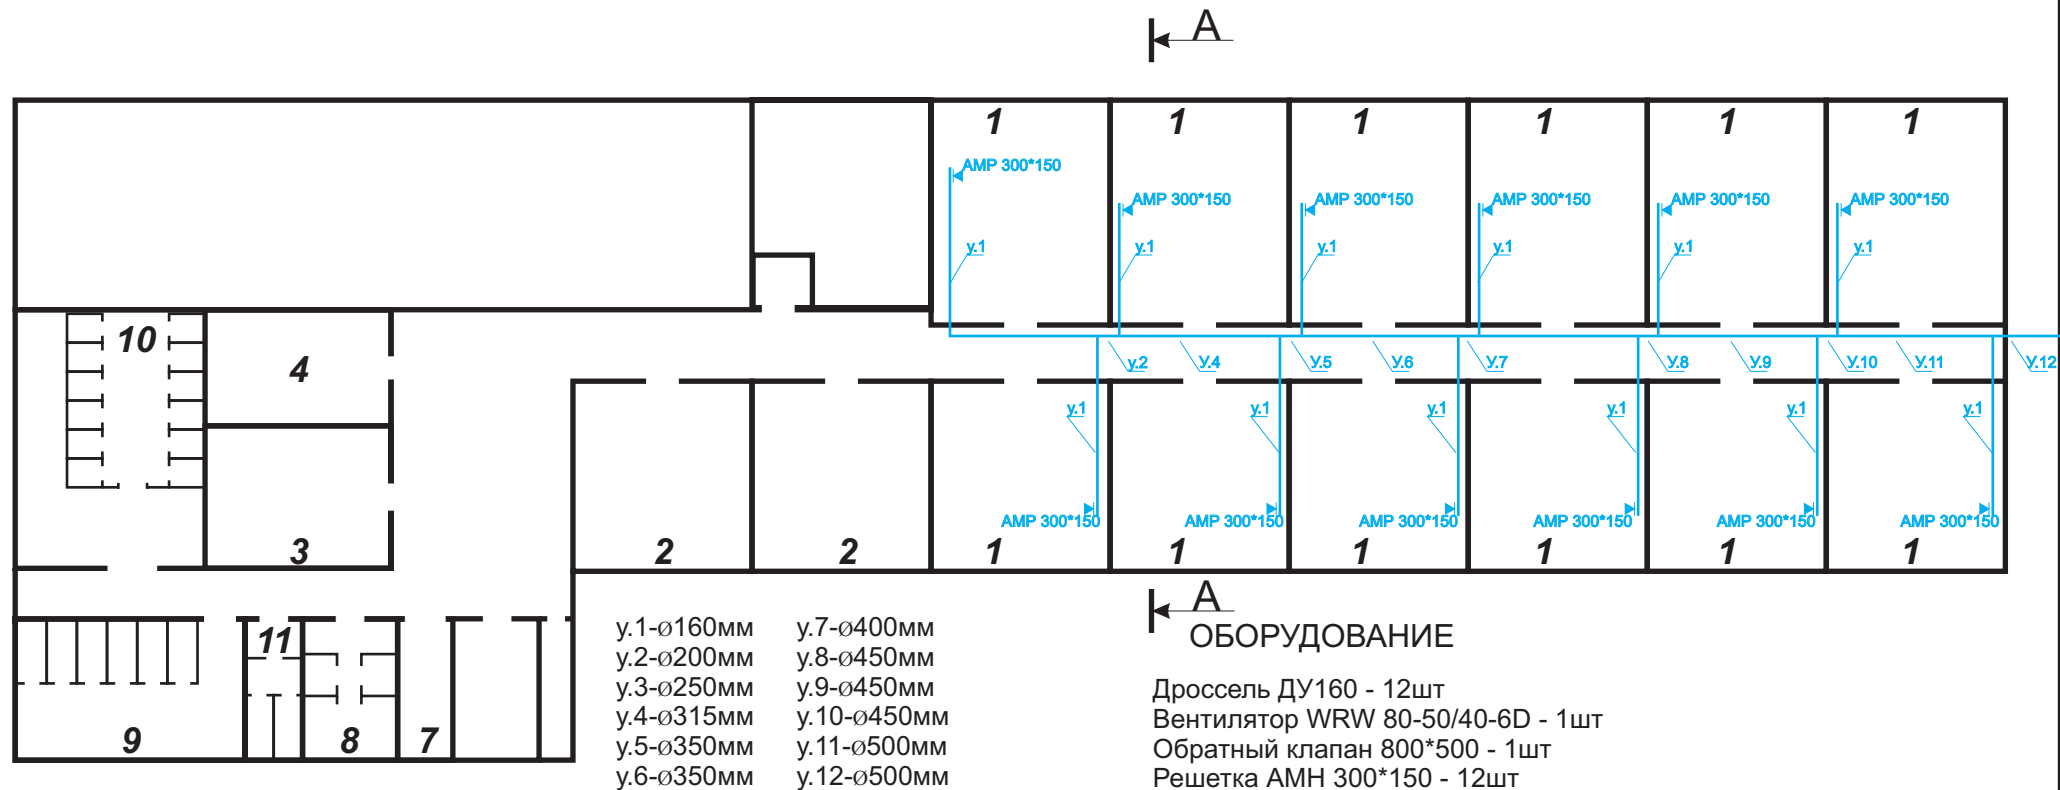 А
1 1 1 1 1 1
АМР 300*150
АМР 300*150 АМР 300*150 АМР 300*150 АМР 300*150 АМР 300*150
у.1 у.1 у.1 у.1 у.1 у.1
10
4
у.2 У.4 У.5 У.6 У.7 У.8 У.9 У.10 У.11 У.12
у.1 у.1 у.1 у.1 у.1 у.1
АМР 300*150 АМР 300*150 АМР 300*150 АМР 300*150 АМР 300*150 АМР 300*150
3 2 2 1 1 1 1 1 1
А
11
9 8 7
у.1-ø160мм
у.2-ø200мм
у.3-ø250мм
у.4-ø315мм
у.5-ø350мм
у.6-ø350мм
у.7-ø400мм
у.8-ø450мм
у.9-ø450мм
у.10-ø450мм
у.11-ø500мм
у.12-ø500мм
ОБОРУДОВАНИЕ
Дроссель ДУ160 - 12шт
Вентилятор WRW 80-50/40-6D - 1шт
Обратный клапан 800*500 - 1шт
Решетка АМН 300*150 - 12шт